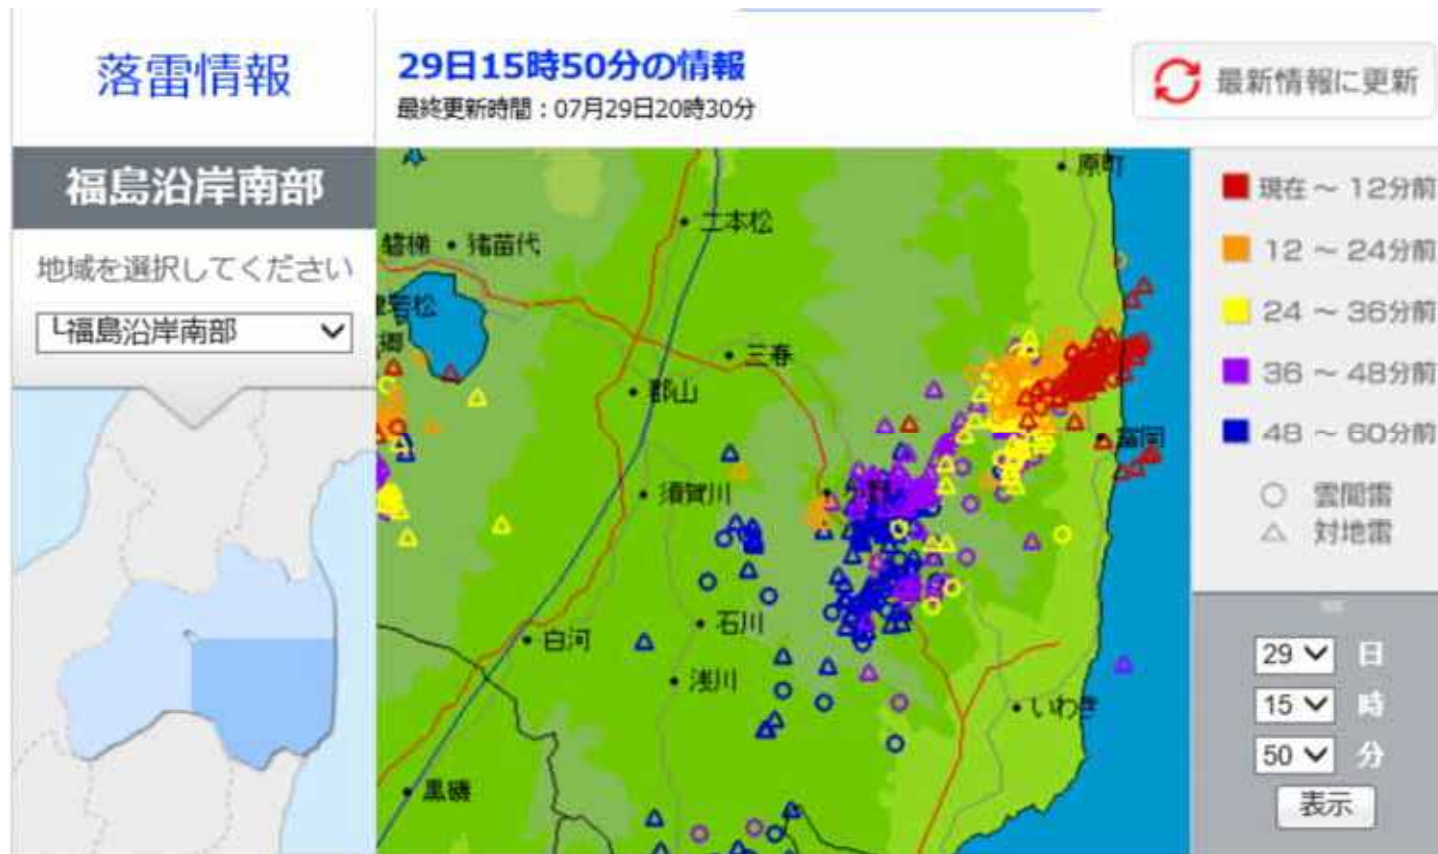 落雷情報
29日15時50分の情報
最終更新時間：07月29日20時30分
最新情報に更新
福島沿岸南部
地域を選択してください
└福島沿岸南部
原町
二本松
磐梯
猪苗代
三春
郡山
富岡
小野
須賀川
石川
白河
浅川
いわき
黒磯
現在 ～ 12分前
12 ～ 24分前
24 ～ 36分前
36 ～ 48分前
48 ～ 60分前
雲間雷
対地雷
29 日
15 時
50 分
表示